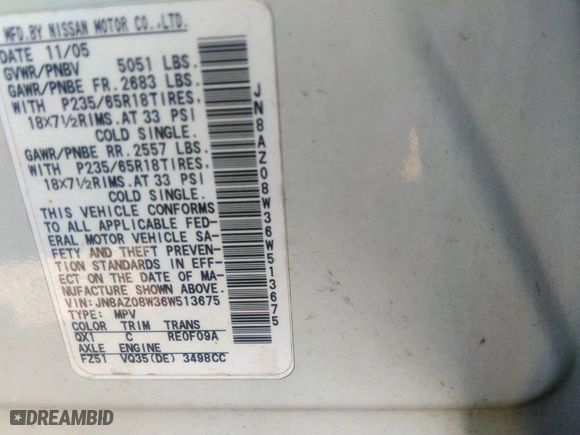 MFD.BY NISSAN MOTOR CO.,LTD.
DATE 11/05
GVWR/PNBV 5051 LBS.
GAWR/PNBE FR.2683 LBS.
WITH P235/65R18TIRES,
18X7½RIMS.AT 33 PSI
COLD SINGLE.
GAWR/PNBE RR.2557 LBS.
WITH P235/65R18TIRES,
18X7½RIMS.AT 33 PSI
COLD SINGLE.
THIS VEHICLE CONFORMS
TO ALL APPLICABLE FED-
ERAL MOTOR VEHICLE SA-
FETY AND THEFT PREVEN-
TION STANDARDS IN EFF-
ECT ON THE DATE OF MA-
NUFACTURE SHOWN ABOVE.
VIN:JN8AZ08W36W513675
TYPE: MPV
COLOR TRIM TRANS
QX1 C RE0F09A
AXLE ENGINE
FZ51 VQ35(DE) 3498CC
JN8AZ08W36W513675
DREAMBID